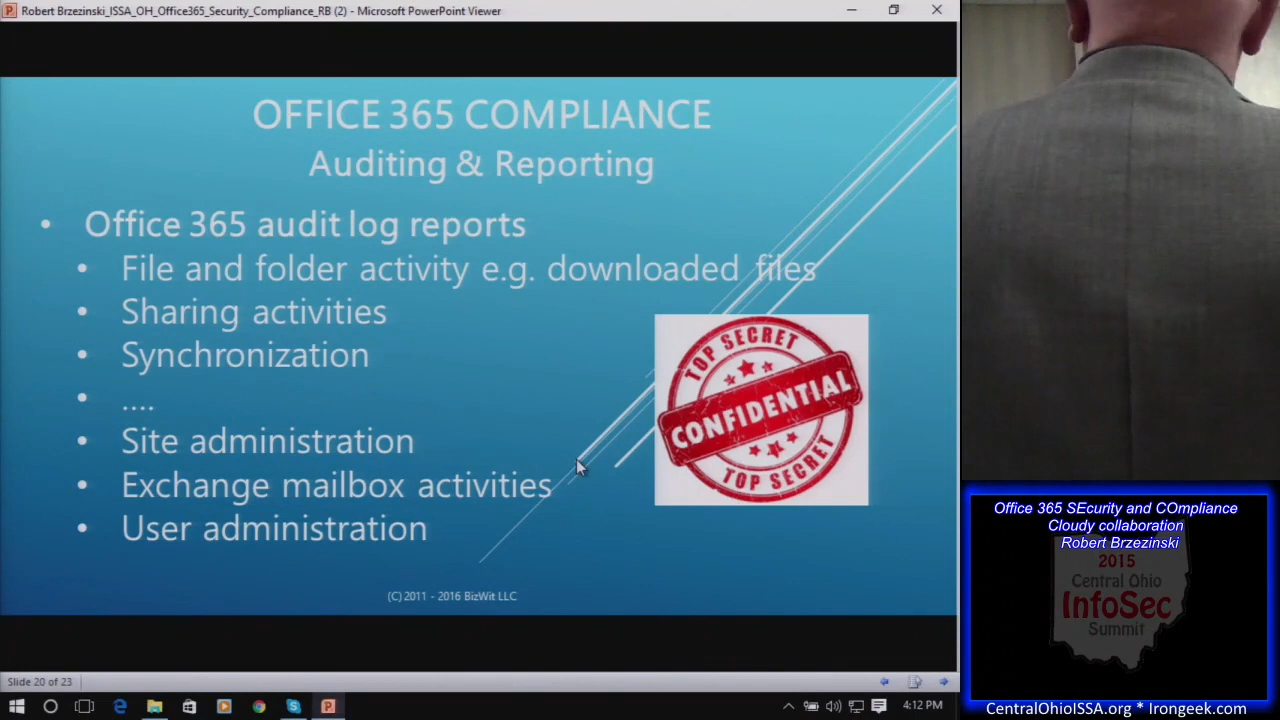 Robert Brzezinski_ISSA_OH_Office365_Security_Compliance_RB (2) - Microsoft PowerPoint Viewer
OFFICE 365 COMPLIANCE
Auditing & Reporting
• Office 365 audit log reports
• File and folder activity e.g. downloaded files
• Sharing activities
• Synchronization
• ....
• Site administration
• Exchange mailbox activities
• User administration
TOP SECRET
CONFIDENTIAL
TOP SECRET
(C) 2011 - 2016 BizWit LLC
Slide 20 of 23
4:12 PM
Office 365 SEcurity and COmpliance
Cloudy collaboration
Robert Brzezinski
2015
Central Ohio
InfoSec
Summit
CentralOhioISSA.org * Irongeek.com